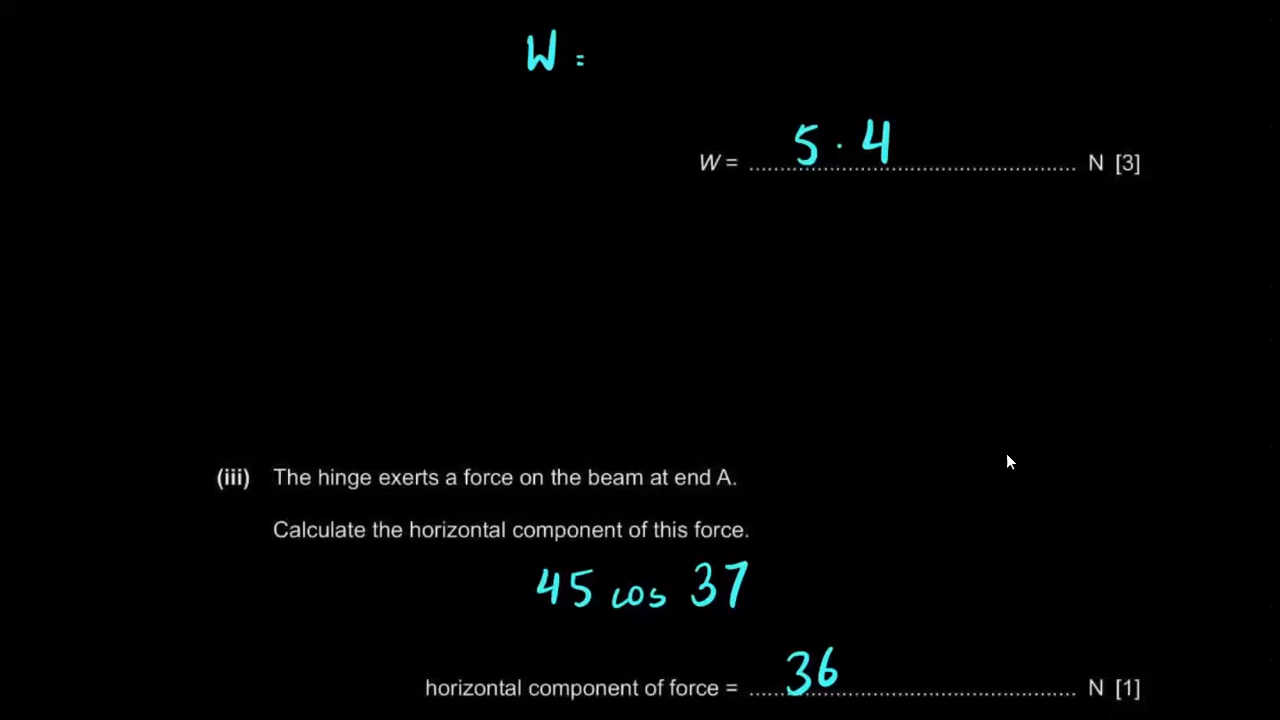 W =
W = 5.4 N [3]
(iii) The hinge exerts a force on the beam at end A.
Calculate the horizontal component of this force.
45 cos 37
horizontal component of force = 36 N [1]